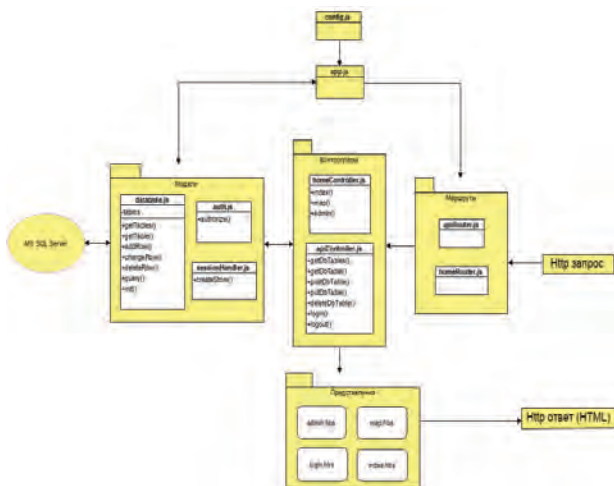 config.js
app.js
Модели
database.js
-tables
+getTables()
+getTable()
+addRow()
+changeRow()
+deleteRow()
+query()
+init()
auth.js
+authorize()
sessionHandler.js
+createStore()
MS SQL Server
Контроллеры
homeController.js
+index()
+map()
+admin()
apiController.js
+getDbTables()
+getDbTable()
+postDbTable()
+putDbTable()
+deleteDbTable()
+login()
+logout()
Маршруты
apiRouter.js
homeRouter.js
Http запрос
Представления
admin.hbs
map.hbs
login.hbs
index.hbs
Http ответ (HTML)